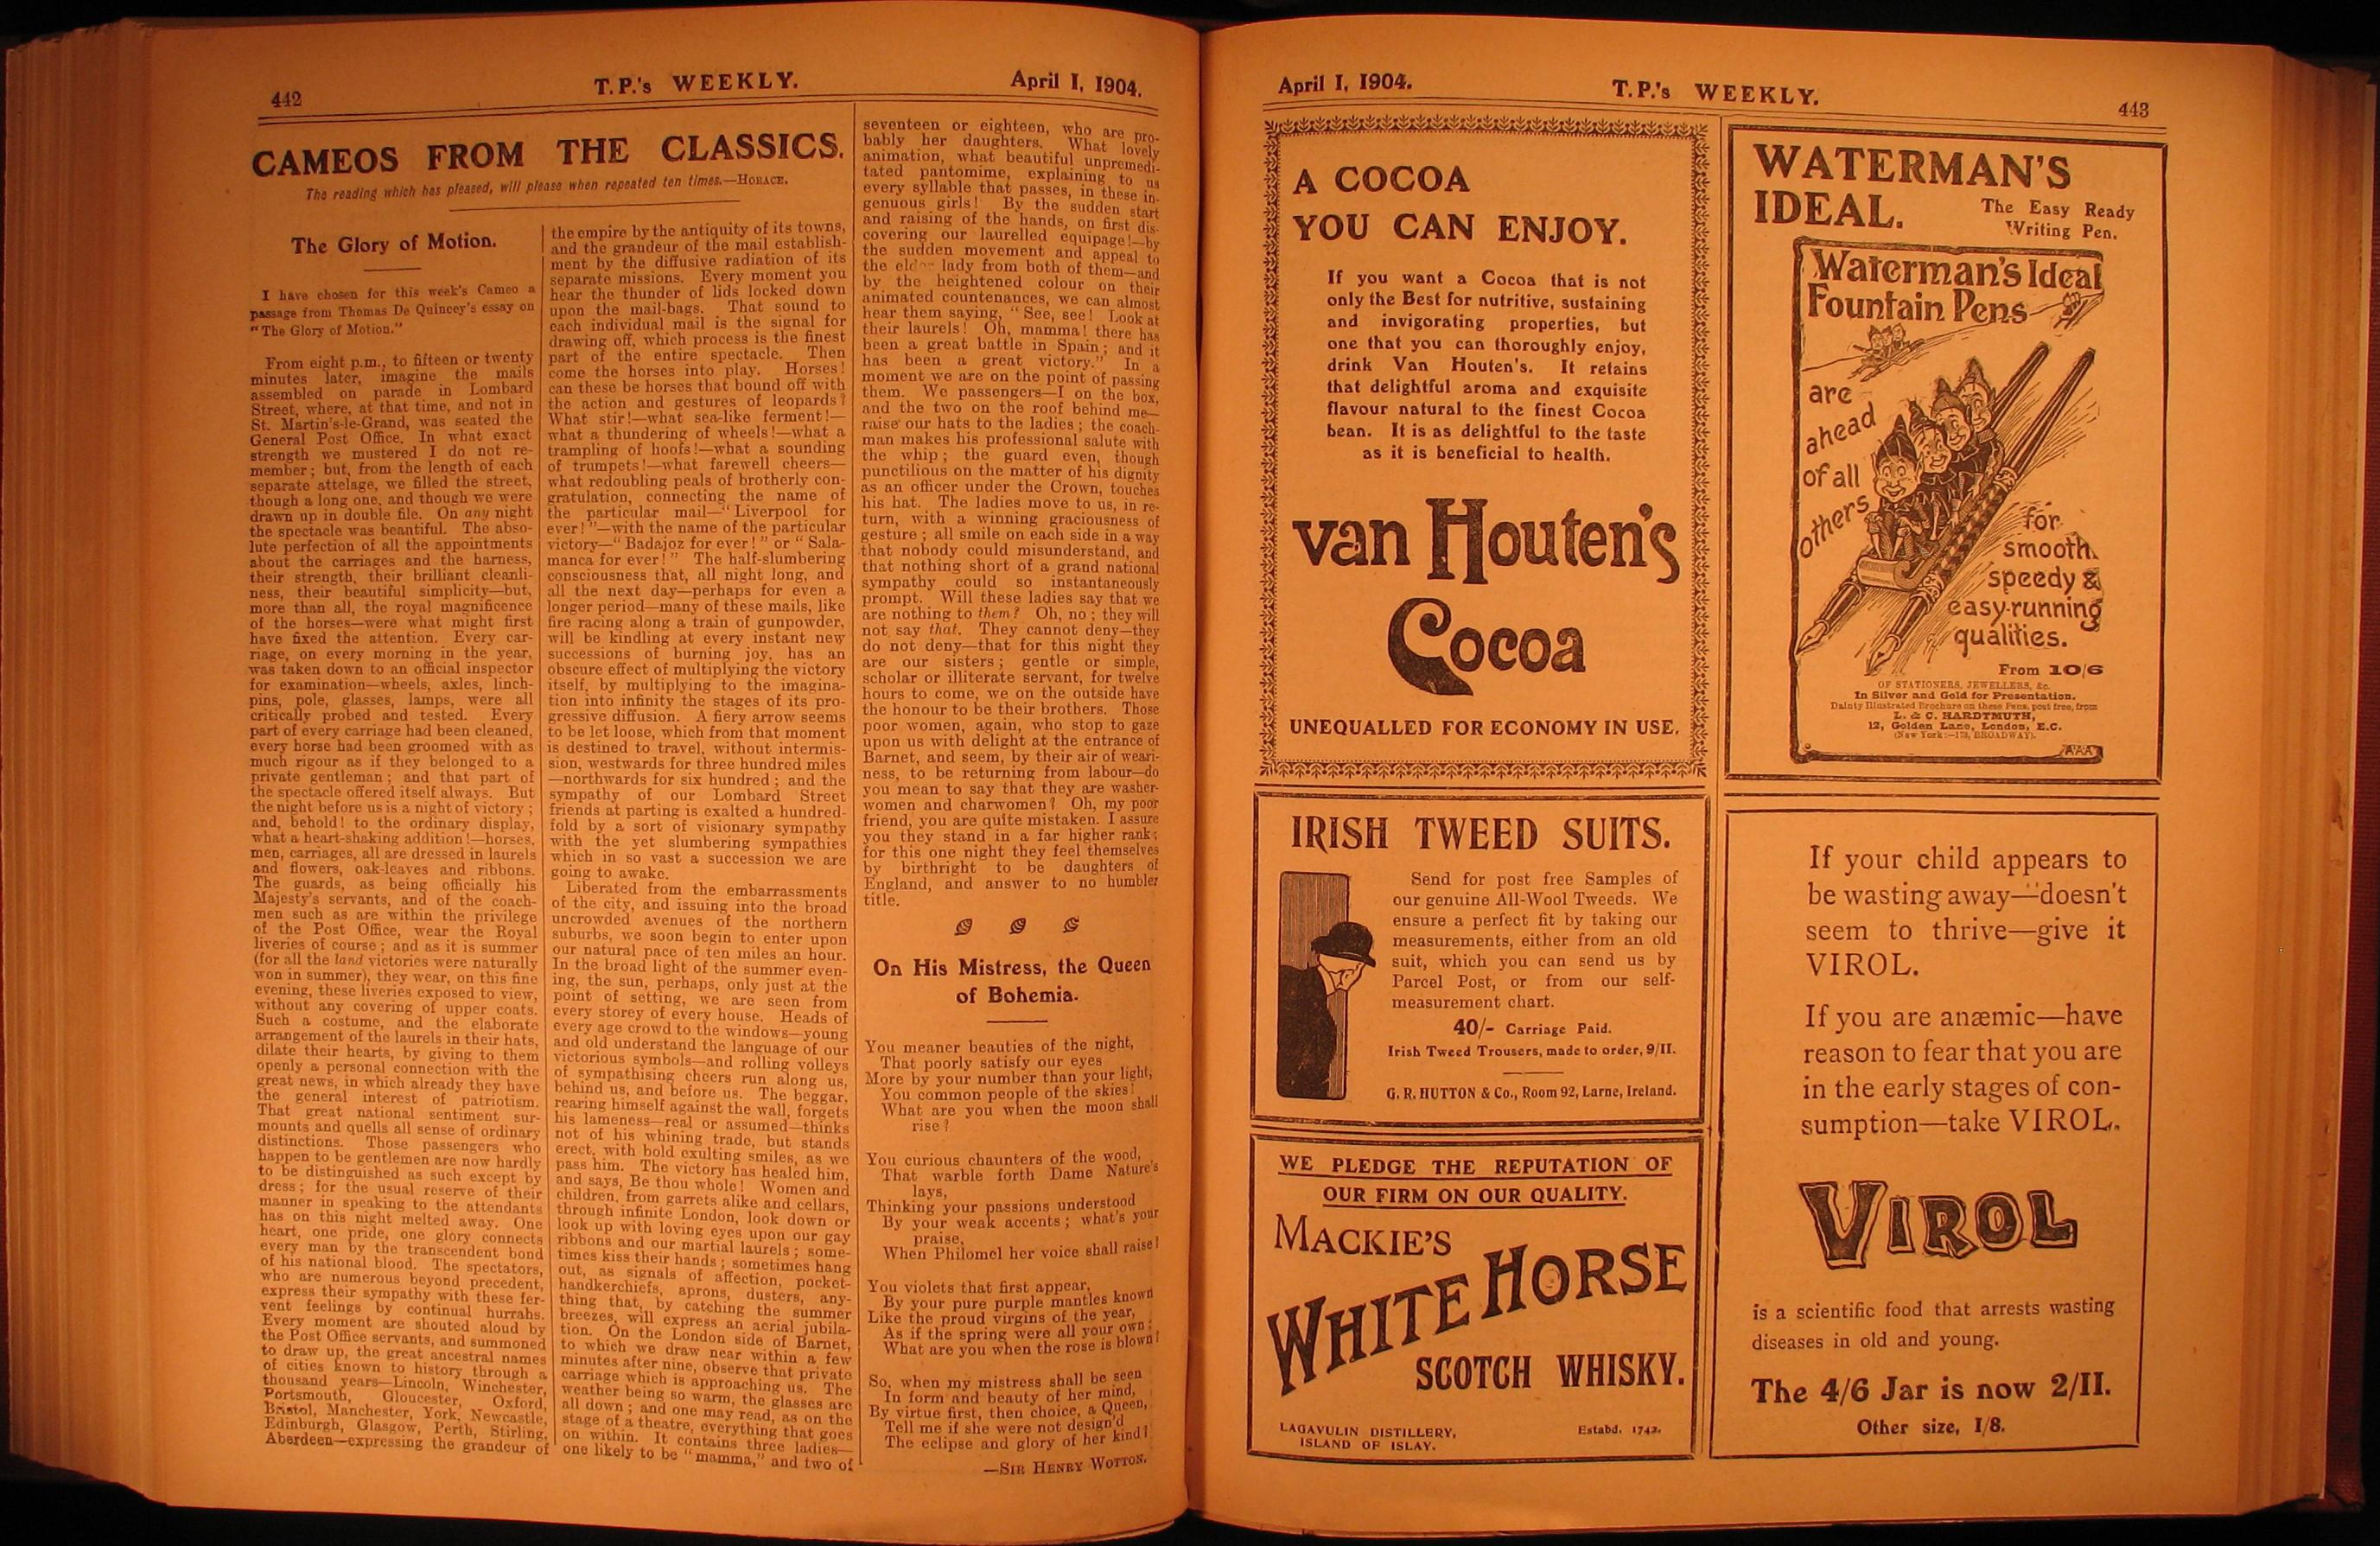 442
T.P.'s WEEKLY.
April 1, 1904.
CAMEOS FROM THE CLASSICS.
The reading which has pleased, will please when repeated ten times.—HORACE.
The Glory of Motion.
I have chosen for this week's Cameo a
passage from Thomas De Quincey's essay on
"The Glory of Motion."
From eight p.m., to fifteen or twenty
minutes later, imagine the mails
assembled on parade in Lombard
Street, where, at that time, and not in
St. Martin's-le-Grand, was seated the
General Post Office. In what exact
strength we mustered I do not re-
member; but, from the length of each
separate attelage, we filled the street,
though a long one, and though we were
drawn up in double file. On any night
the spectacle was beantiful. The abso-
lute perfection of all the appointments
about the carriages and the harness,
their strength, their brilliant cleanli-
ness, their beautiful simplicity—but,
more than all, the royal magnificence
of the horses—were what might first
have fixed the attention. Every car-
riage, on every morning in the year,
was taken down to an official inspector
for examination—wheels, axles, linch-
pins, pole, glasses, lamps, were all
critically probed and tested. Every
part of every carriage had been cleaned,
every horse had been groomed with as
much rigour as if they belonged to a
private gentleman; and that part of
the spectacle offered itself always. But
the night before us is a night of victory;
and, behold! to the ordinary display,
what a heart-shaking addition!—horses,
men, carriages, all are dressed in laurels
and flowers, oak-leaves and ribbons.
The guards, as being officially his
Majesty's servants, and of the coach-
men such as are within the privilege
of the Post Office, wear the Royal
liveries of course; and as it is summer
(for all the land victories were naturally
won in summer), they wear, on this fine
evening, these liveries exposed to view,
without any covering of upper coats.
Such a costume, and the elaborate
arrangement of the laurels in their hats,
dilate their hearts, by giving to them
openly a personal connection with the
great news, in which already they have
the general interest of patriotism.
That great national sentiment sur-
mounts and quells all sense of ordinary
distinctions. Those passengers who
happen to be gentlemen are now hardly
to be distinguished as such except by
dress; for the usual reserve of their
manner in speaking to the attendants
has on this night melted away. One
heart, one pride, one glory connects
every man by the transcendent bond
of his national blood. The spectators,
who are numerous beyond precedent,
express their sympathy with these fer-
vent feelings by continual hurrahs.
Every moment are shouted aloud by
the Post Office servants, and summoned
to draw up, the great ancestral names
of cities known to history through a
thousand years—Lincoln, Winchester,
Portsmouth, Gloucester, Oxford,
Bristol, Manchester, York, Newcastle,
Edinburgh, Glasgow, Perth, Stirling,
Aberdeen—expressing the grandeur of
the empire by the antiquity of its towns,
and the grandeur of the mail establish-
ment by the diffusive radiation of its
separate missions. Every moment you
hear the thunder of lids locked down
upon the mail-bags. That sound to
each individual mail is the signal for
drawing off, which process is the finest
part of the entire spectacle. Then
come the horses into play. Horses!
can these be horses that bound off with
the action and gestures of leopards?
What stir!—what sea-like ferment!—
what a thundering of wheels!—what a
trampling of hoofs!—what a sounding
of trumpets!—what farewell cheers—
what redoubling peals of brotherly con-
gratulation, connecting the name of
the particular mail—"Liverpool for
ever!"—with the name of the particular
victory—"Badajoz for ever!" or "Sala-
manca for ever!" The half-slumbering
consciousness that, all night long, and
all the next day—perhaps for even a
longer period—many of these mails, like
fire racing along a train of gunpowder,
will be kindling at every instant new
successions of burning joy, has an
obscure effect of multiplying the victory
itself, by multiplying to the imagina-
tion into infinity the stages of its pro-
gressive diffusion. A fiery arrow seems
to be let loose, which from that moment
is destined to travel, without intermis-
sion, westwards for three hundred miles
—northwards for six hundred; and the
sympathy of our Lombard Street
friends at parting is exalted a hundred-
fold by a sort of visionary sympathy
with the yet slumbering sympathies
which in so vast a succession we are
going to awake.
Liberated from the embarrassments
of the city, and issuing into the broad
uncrowded avenues of the northern
suburbs, we soon begin to enter upon
our natural pace of ten miles an hour.
In the broad light of the summer even-
ing, the sun, perhaps, only just at the
point of setting, we are seen from
every storey of every house. Heads of
every age crowd to the windows—young
and old understand the language of our
victorious symbols—and rolling volleys
of sympathising cheers run along us,
behind us, and before us. The beggar,
rearing himself against the wall, forgets
his lameness—real or assumed—thinks
not of his whining trade, but stands
erect, with bold exulting smiles, as we
pass him. The victory has healed him,
and says, Be thou whole! Women and
children, from garrets alike and cellars,
through infinite London, look down or
look up with loving eyes upon our gay
ribbons and our martial laurels; some-
times kiss their hands; sometimes hang
out, as signals of affection, pocket-
handkerchiefs, aprons, dusters, any-
thing that, by catching the summer
breezes, will express an aerial jubila-
tion. On the London side of Barnet,
to which we draw near within a few
minutes after nine, observe that private
carriage which is approaching us. The
weather being so warm, the glasses are
all down; and one may read, as on the
stage of a theatre, everything that goes
on within. It contains three ladies—
one likely to be "mamma," and two of
seventeen or eighteen, who are pro-
bably her daughters. What lovely
animation, what beautiful unpremedi-
tated pantomime, explaining to us
every syllable that passes, in these in-
genuous girls! By the sudden start
and raising of the hands, on first dis-
covering our laurelled equipage!—by
the sudden movement and appeal to
the elder lady from both of them—and
by the heightened colour on their
animated countenances, we can almost
hear them saying, "See, see! Look at
their laurels! Oh, mamma! there has
been a great battle in Spain; and it
has been a great victory." In a
moment we are on the point of passing
them. We passengers—I on the box,
and the two on the roof behind me—
raise our hats to the ladies; the coach-
man makes his professional salute with
the whip; the guard even, though
punctilious on the matter of his dignity
as an officer under the Crown, touches
his hat. The ladies move to us, in re-
turn, with a winning graciousness of
gesture; all smile on each side in a way
that nobody could misunderstand, and
that nothing short of a grand national
sympathy could so instantaneously
prompt. Will these ladies say that we
are nothing to them? Oh, no; they will
not say that. They cannot deny—they
do not deny—that for this night they
are our sisters; gentle or simple,
scholar or illiterate servant, for twelve
hours to come, we on the outside have
the honour to be their brothers. Those
poor women, again, who stop to gaze
upon us with delight at the entrance of
Barnet, and seem, by their air of weari-
ness, to be returning from labour—do
you mean to say that they are washer-
women and charwomen? Oh, my poor
friend, you are quite mistaken. I assure
you they stand in a far higher rank;
for this one night they feel themselves
by birthright to be daughters of
England, and answer to no humbler
title.
On His Mistress, the Queen
of Bohemia.
You meaner beauties of the night,
That poorly satisfy our eyes
More by your number than your light,
You common people of the skies!
What are you when the moon shall
rise?
You curious chaunters of the wood,
That warble forth Dame Nature's
lays,
Thinking your passions understood
By your weak accents; what's your
praise,
When Philomel her voice shall raise!
You violets that first appear,
By your pure purple mantles known
Like the proud virgins of the year,
As if the spring were all your own;
What are you when the rose is blown!
So, when my mistress shall be seen
In form and beauty of her mind,
By virtue first, then choice, a Queen,
Tell me if she were not design'd
The eclipse and glory of her kind!
—SIR HENRY WOTTON.
April 1, 1904.
T.P.'s WEEKLY.
443
A COCOA
YOU CAN ENJOY.
If you want a Cocoa that is not
only the Best for nutritive, sustaining
and invigorating properties, but
one that you can thoroughly enjoy,
drink Van Houten's. It retains
that delightful aroma and exquisite
flavour natural to the finest Cocoa
bean. It is as delightful to the taste
as it is beneficial to health.
van Houten's
Cocoa
UNEQUALLED FOR ECONOMY IN USE.
IRISH TWEED SUITS.
Send for post free Samples of
our genuine All-Wool Tweeds. We
ensure a perfect fit by taking our
measurements, either from an old
suit, which you can send us by
Parcel Post, or from our self-
measurement chart.
40/- Carriage Paid.
Irish Tweed Trousers, made to order, 9/11.
G. R. HUTTON & Co., Room 92, Larne, Ireland.
WE PLEDGE THE REPUTATION OF
OUR FIRM ON OUR QUALITY.
MACKIE'S
WHITE HORSE
SCOTCH WHISKY.
LAGAVULIN DISTILLERY,
ISLAND OF ISLAY.
Estabd. 1742.
WATERMAN'S
IDEAL.
The Easy Ready
Writing Pen.
Waterman's Ideal
Fountain Pens
are
ahead
of all
others
for
smooth,
speedy &
easy-running
qualities.
From 10/6
OF STATIONERS, JEWELLERS, &c.
In Silver and Gold for Presentation.
Dainty Illustrated Brochure on these Pens, post free, from
L. & C. HARDTMUTH,
12, Golden Lane, London, E.C.
(New York:—173, BROADWAY).
If your child appears to
be wasting away—doesn't
seem to thrive—give it
VIROL.
If you are anæmic—have
reason to fear that you are
in the early stages of con-
sumption—take VIROL.
VIROL
is a scientific food that arrests wasting
diseases in old and young.
The 4/6 Jar is now 2/11.
Other size, 1/8.